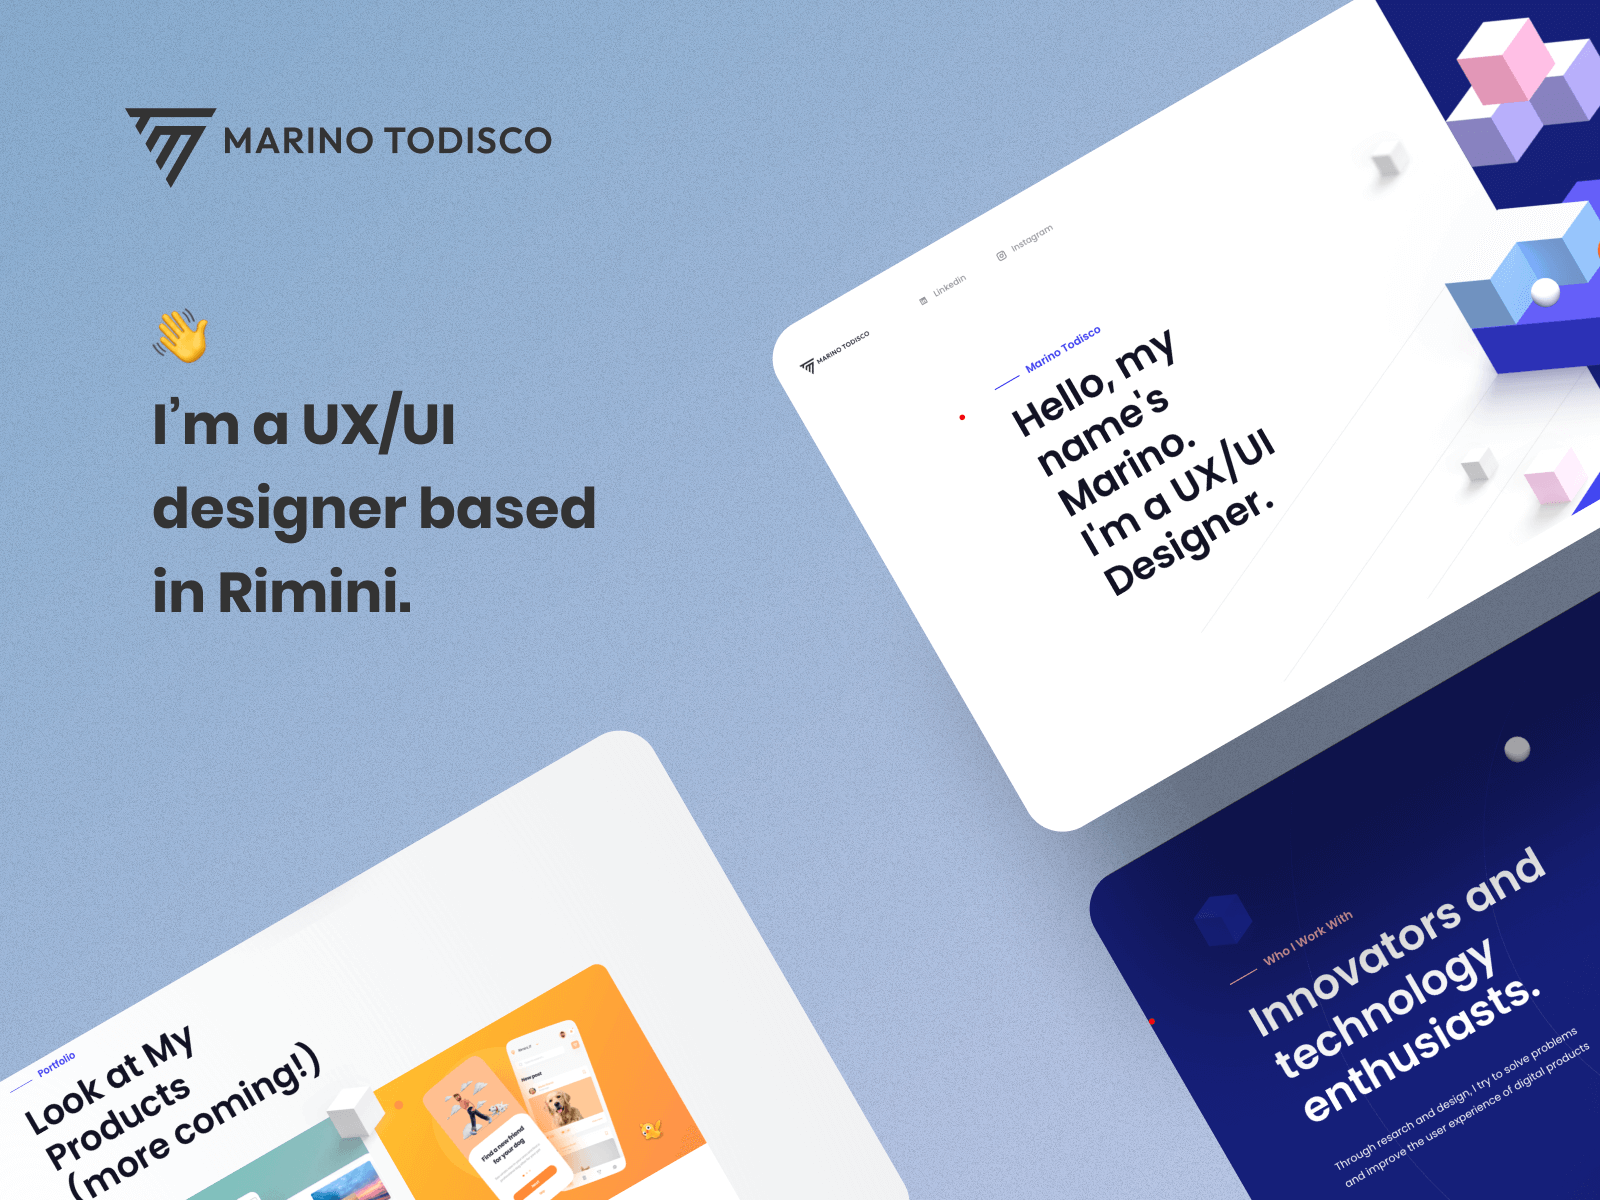 MARINO TODISCO
👋
I’m a UX/UI
designer based
in Rimini.
MARINO TODISCO
Linkedin
Instagram
Marino Todisco
Hello, my
name's
Marino.
I'm a UX/UI
Designer.
Who I Work With
Innovators and
technology
enthusiasts.
Through resarch and design, I try to solve problems
and improve the user experience of digital products
Portfolio
Look at My
Products
(more coming!)
Find a new friend
for your dog
New post